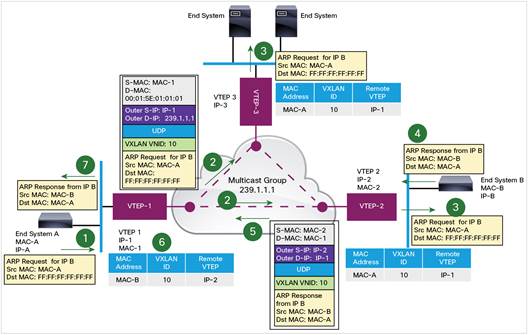 End System
End System
3
ARP Request for IP B
Src MAC: MAC-A
Dst MAC: FF:FF:FF:FF:FF:FF
S-MAC: MAC-1
D-MAC:
00:01:5E:01:01:01
Outer S-IP: IP-1
Outer D-IP: 239.1.1.1
UDP
VXLAN VNID: 10
ARP Request for IP B
Src MAC: MAC-A
Dst MAC:
FF:FF:FF:FF:FF:FF
VTEP 3
IP-3
VTEP-3
MAC Address
VXLAN ID
Remote VTEP
MAC-A
10
IP-1
4
ARP Response from IP B
Src MAC: MAC-B
Dst MAC: MAC-A
7
ARP Response from IP B
Src MAC: MAC-B
Dst MAC: MAC-A
2
Multicast Group
239.1.1.1
2
VTEP 2
IP-2
MAC-2
End System B
MAC-B
IP-B
VTEP-1
VTEP-2
3
End System A
MAC-A
IP-A
VTEP 1
IP-1
MAC-1
6
5
S-MAC: MAC-2
D-MAC: MAC-1
Outer S-IP: IP-2
Outer D-IP: IP-1
UDP
VXLAN VNID: 10
ARP Response
from IP B
Src MAC: MAC-B
Dst MAC: MAC-A
ARP Request for IP B
Src MAC: MAC-A
Dst MAC: FF:FF:FF:FF:FF:FF
1
ARP Request for IP B
Src MAC: MAC-A
Dst MAC: FF:FF:FF:FF:FF:FF
MAC Address
VXLAN ID
Remote VTEP
MAC-B
10
IP-2
MAC Address
VXLAN ID
Remote VTEP
MAC-A
10
IP-1